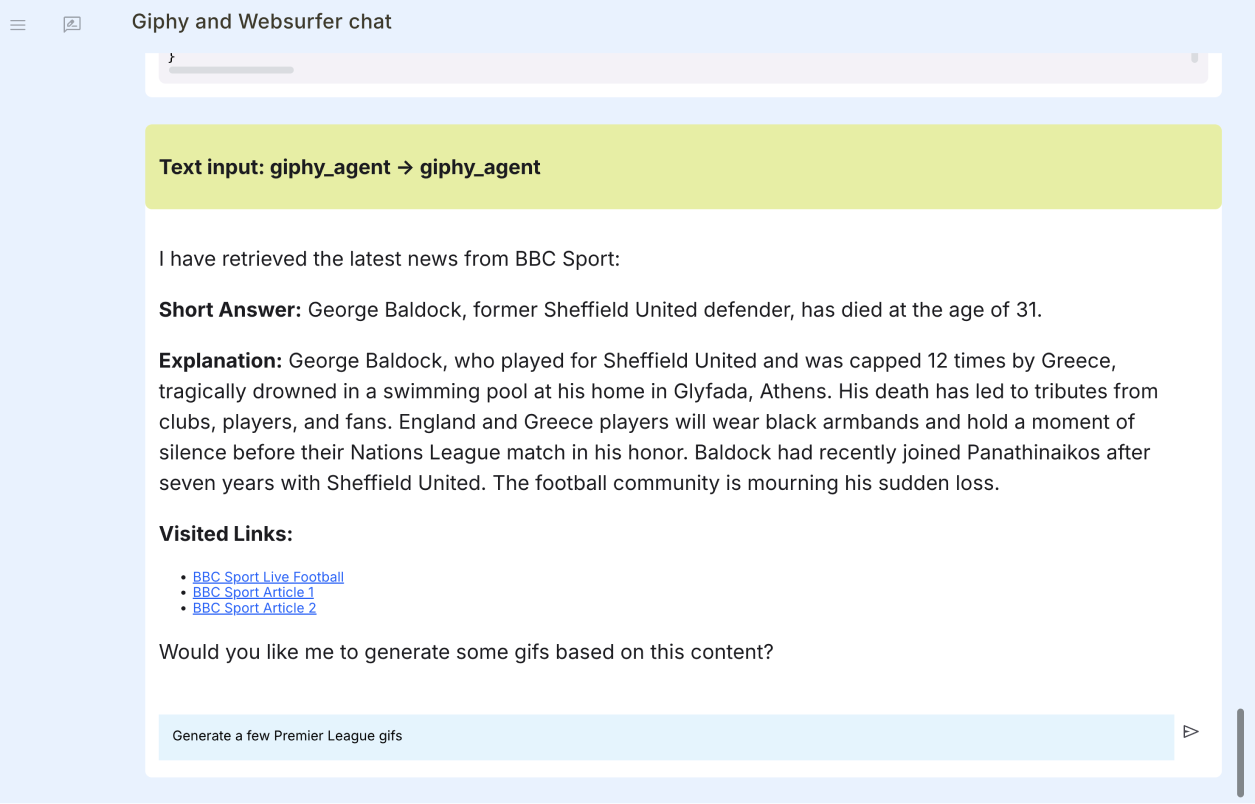 Giphy and Websurfer chat
}
Text input: giphy_agent → giphy_agent
I have retrieved the latest news from BBC Sport:
Short Answer: George Baldock, former Sheffield United defender, has died at the age of 31.
Explanation: George Baldock, who played for Sheffield United and was capped 12 times by Greece,
tragically drowned in a swimming pool at his home in Glyfada, Athens. His death has led to tributes from
clubs, players, and fans. England and Greece players will wear black armbands and hold a moment of
silence before their Nations League match in his honor. Baldock had recently joined Panathinaikos after
seven years with Sheffield United. The football community is mourning his sudden loss.
Visited Links:
• BBC Sport Live Football
• BBC Sport Article 1
• BBC Sport Article 2
Would you like me to generate some gifs based on this content?
Generate a few Premier League gifs